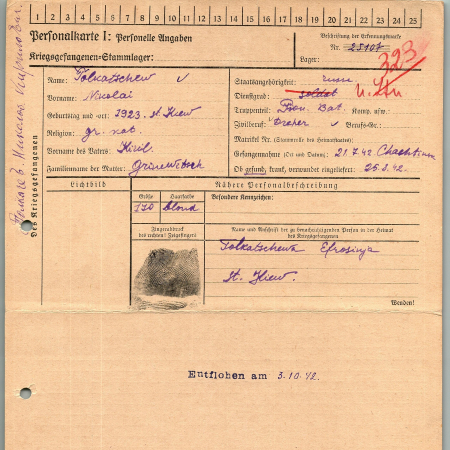 1 2 3 4 5 6 7 8 9 10 11 12 13 14 15 16 17 18 19 20 21 22 23 24 25
Personalkarte I: Personelle Angaben
Kriegsgefangenen-Stammlager:
Beschriftung der Erkennungsmarke
Nr. 25107
Lager:
323
Des Kriegsgefangenen
Name: Tolkatschew v
Vorname: Nicolai
Geburtstag und -ort: 1923. st Kiew
Religion: gr. nat.
Vorname des Vaters: Kiril
Familienname der Mutter:
Staatsangehörigkeit: russe
Dienstgrad: Soldat
Truppenteil: Bat. Komp. usw.:
Zivilberuf: Dreher v Berufs-Gr.:
Matrikel Nr. (Stammrolle des Heimatstaates):
Gefangennahme (Ort und Datum): 21.7.42
Ob gesund, krank, verwundet eingeliefert: 25.8.42.
Lichtbild
Nähere Personalbeschreibung
Größe Haarfarbe Besondere Kennzeichen:
170 blond
Fingerabdruck
des rechten! Zeigefingers
Name und Anschrift der zu benachrichtigenden Person in der Heimat
des Kriegsgefangenen
Tolkatschewa Efrosinja
st. Kiew
Wenden!
Entflohen am 3.10.42.